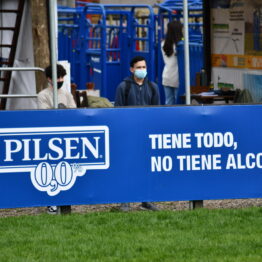 PILSEN
0,0%
TIENE TODO,
NO TIENE ALCO